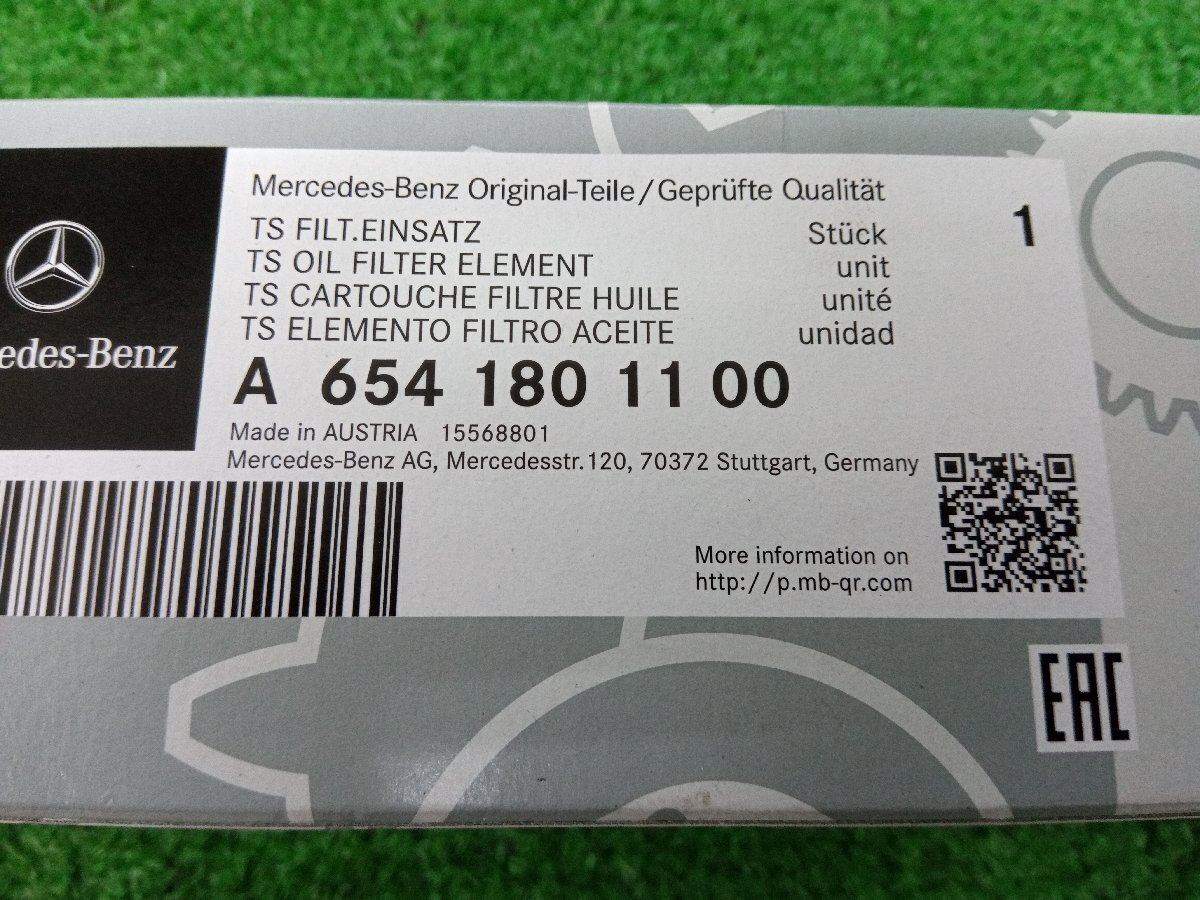 Mercedes-Benz Original-Teile/Geprüfte Qualität
TS FILT.EINSATZ Stück 1
TS OIL FILTER ELEMENT unit
TS CARTOUCHE FILTRE HUILE unité
TS ELEMENTO FILTRO ACEITE unidad
edes-Benz
A 654 180 11 00
Made in AUSTRIA 15568801
Mercedes-Benz AG, Mercedesstr.120, 70372 Stuttgart, Germany
More information on
http://p.mb-qr.com
EAC